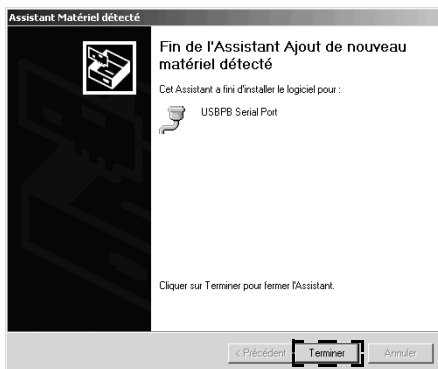 Assistant Matériel détecté
Fin de l'Assistant Ajout de nouveau
matériel détecté
Cet Assistant a fini d'installer le logiciel pour :
USBPB Serial Port
Cliquer sur Terminer pour fermer l'Assistant.
< Précédent Terminer Annuler